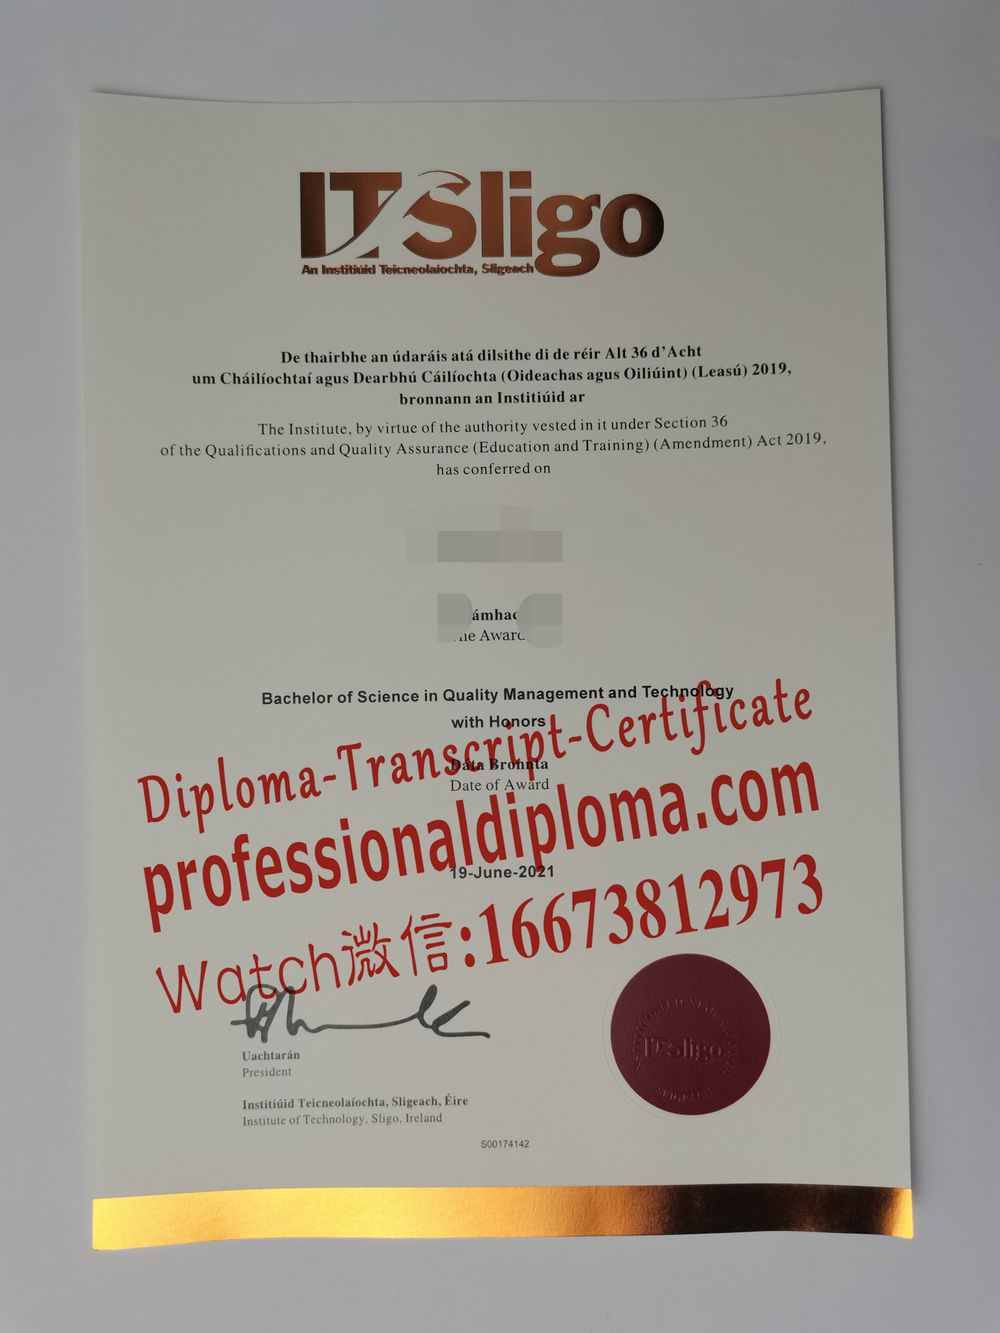 ITSligo
An Institiúid Teicneolaíochta, Sligeach
De thairbhe an údaráis atá dílsithe di de réir Alt 36 d'Acht
um Cháilíochtaí agus Dearbhú Cáilíochta (Oideachas agus Oiliúint) (Leasú) 2019,
bronnann an Institiúid ar
The Institute, by virtue of the authority vested in it under Section 36
of the Qualifications and Quality Assurance (Education and Training) (Amendment) Act 2019,
has conferred on
Bachelor of Science in Quality Management and Technology
with Honors
Diploma-Transcript-Certificate
Dáta Bronnta
Date of Award
professionaldiploma.com
19-June-2021
Watch微信:16673812973
Uachtarán
President
ITSligo
SLIGEACH
Institiúid Teicneolaíochta, Sligeach, Éire
Institute of Technology, Sligo, Ireland
S00174142